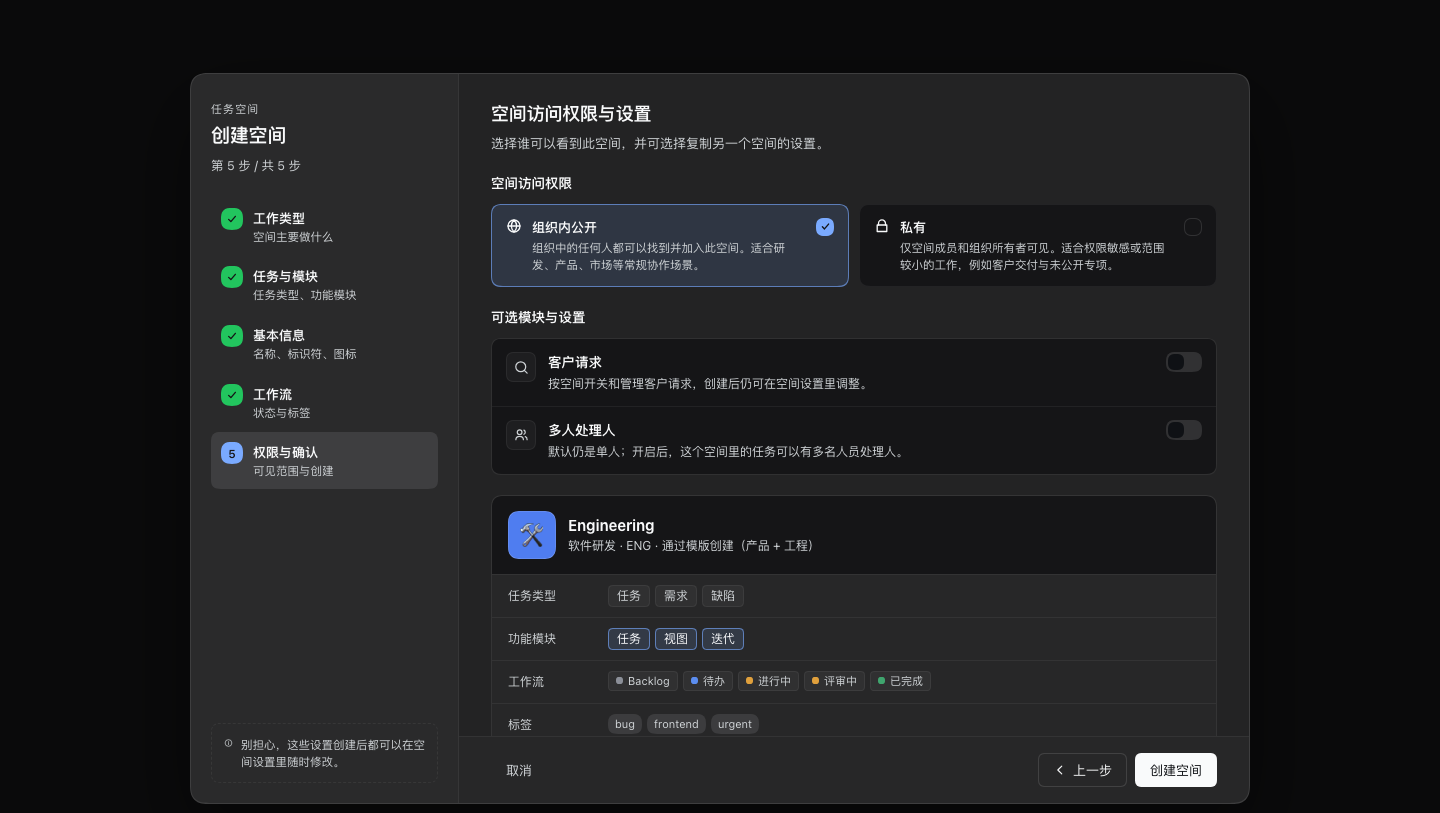 任务空间
创建空间
第 5 步 / 共 5 步
工作类型
空间主要做什么
任务与模块
任务类型、功能模块
基本信息
名称、标识符、图标
工作流
状态与标签
5
权限与确认
可见范围与创建
别担心，这些设置创建后都可以在空
间设置里随时修改。
空间访问权限与设置
选择谁可以看到此空间，并可选择复制另一个空间的设置。
空间访问权限
组织内公开
组织中的任何人都可以找到并加入此空间。适合研
发、产品、市场等常规协作场景。
私有
仅空间成员和组织所有者可见。适合权限敏感或范围
较小的工作，例如客户交付与未公开专项。
可选模块与设置
客户请求
按空间开关和管理客户请求，创建后仍可在空间设置里调整。
多人处理人
默认仍是单人；开启后，这个空间里的任务可以有多名人员处理人。
Engineering
软件研发 · ENG · 通过模版创建（产品 + 工程）
任务类型 任务 需求 缺陷
功能模块 任务 视图 迭代
工作流 Backlog 待办 进行中 评审中 已完成
标签 bug frontend urgent
取消
上一步
创建空间